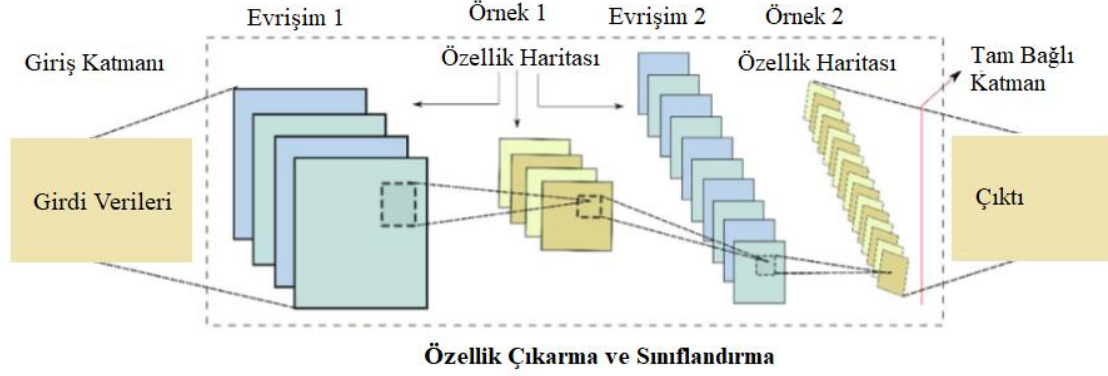 Evrişim 1
Örnek 1
Evrişim 2
Örnek 2
Giriş Katmanı
Özellik Haritası
Özellik Haritası
Tam Bağlı
Katman
Girdi Verileri
Çıktı
Özellik Çıkarma ve Sınıflandırma